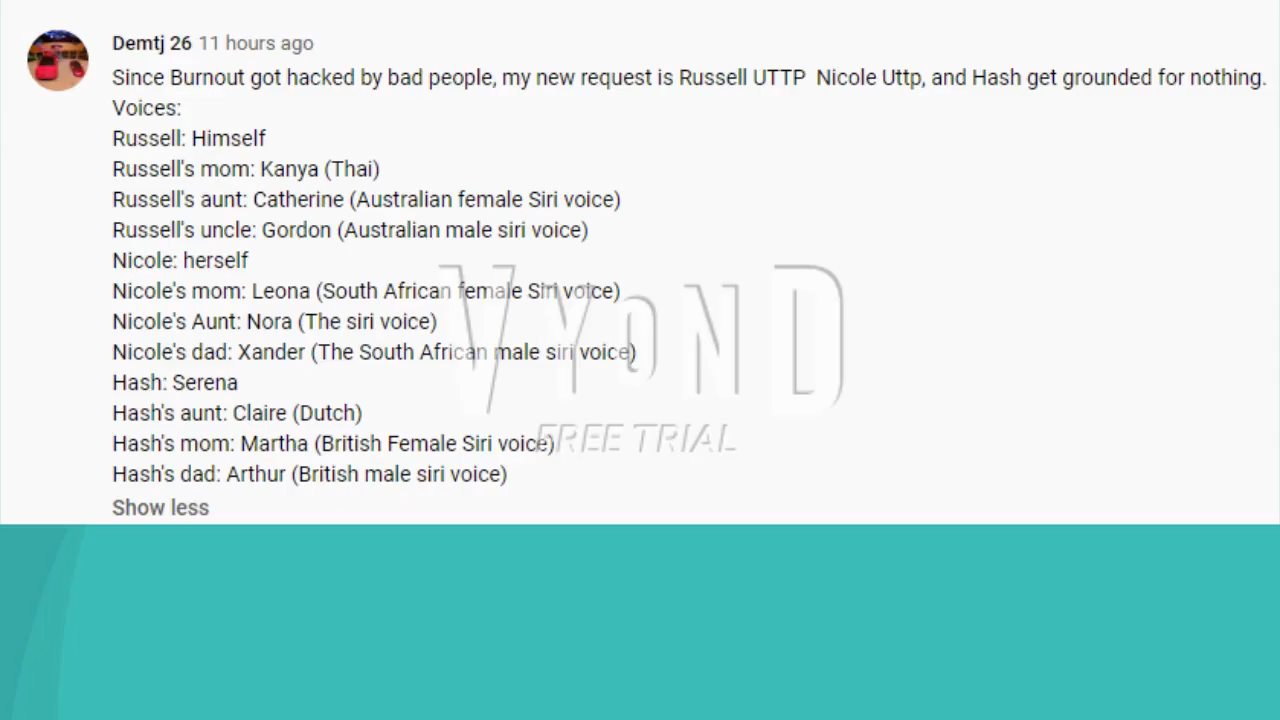 Demtj 26 11 hours ago
Since Burnout got hacked by bad people, my new request is Russell UTTP  Nicole Uttp, and Hash get grounded for nothing.
Voices:
Russell: Himself
Russell's mom: Kanya (Thai)
Russell's aunt: Catherine (Australian female Siri voice)
Russell's uncle: Gordon (Australian male siri voice)
Nicole: herself
Nicole's mom: Leona (South African female Siri voice)
Nicole's Aunt: Nora (The siri voice)
Nicole's dad: Xander (The South African male siri voice)
Hash: Serena
Hash's aunt: Claire (Dutch)
Hash's mom: Martha (British Female Siri voice)
Hash's dad: Arthur (British male siri voice)
Show less
VYOND
FREE TRIAL